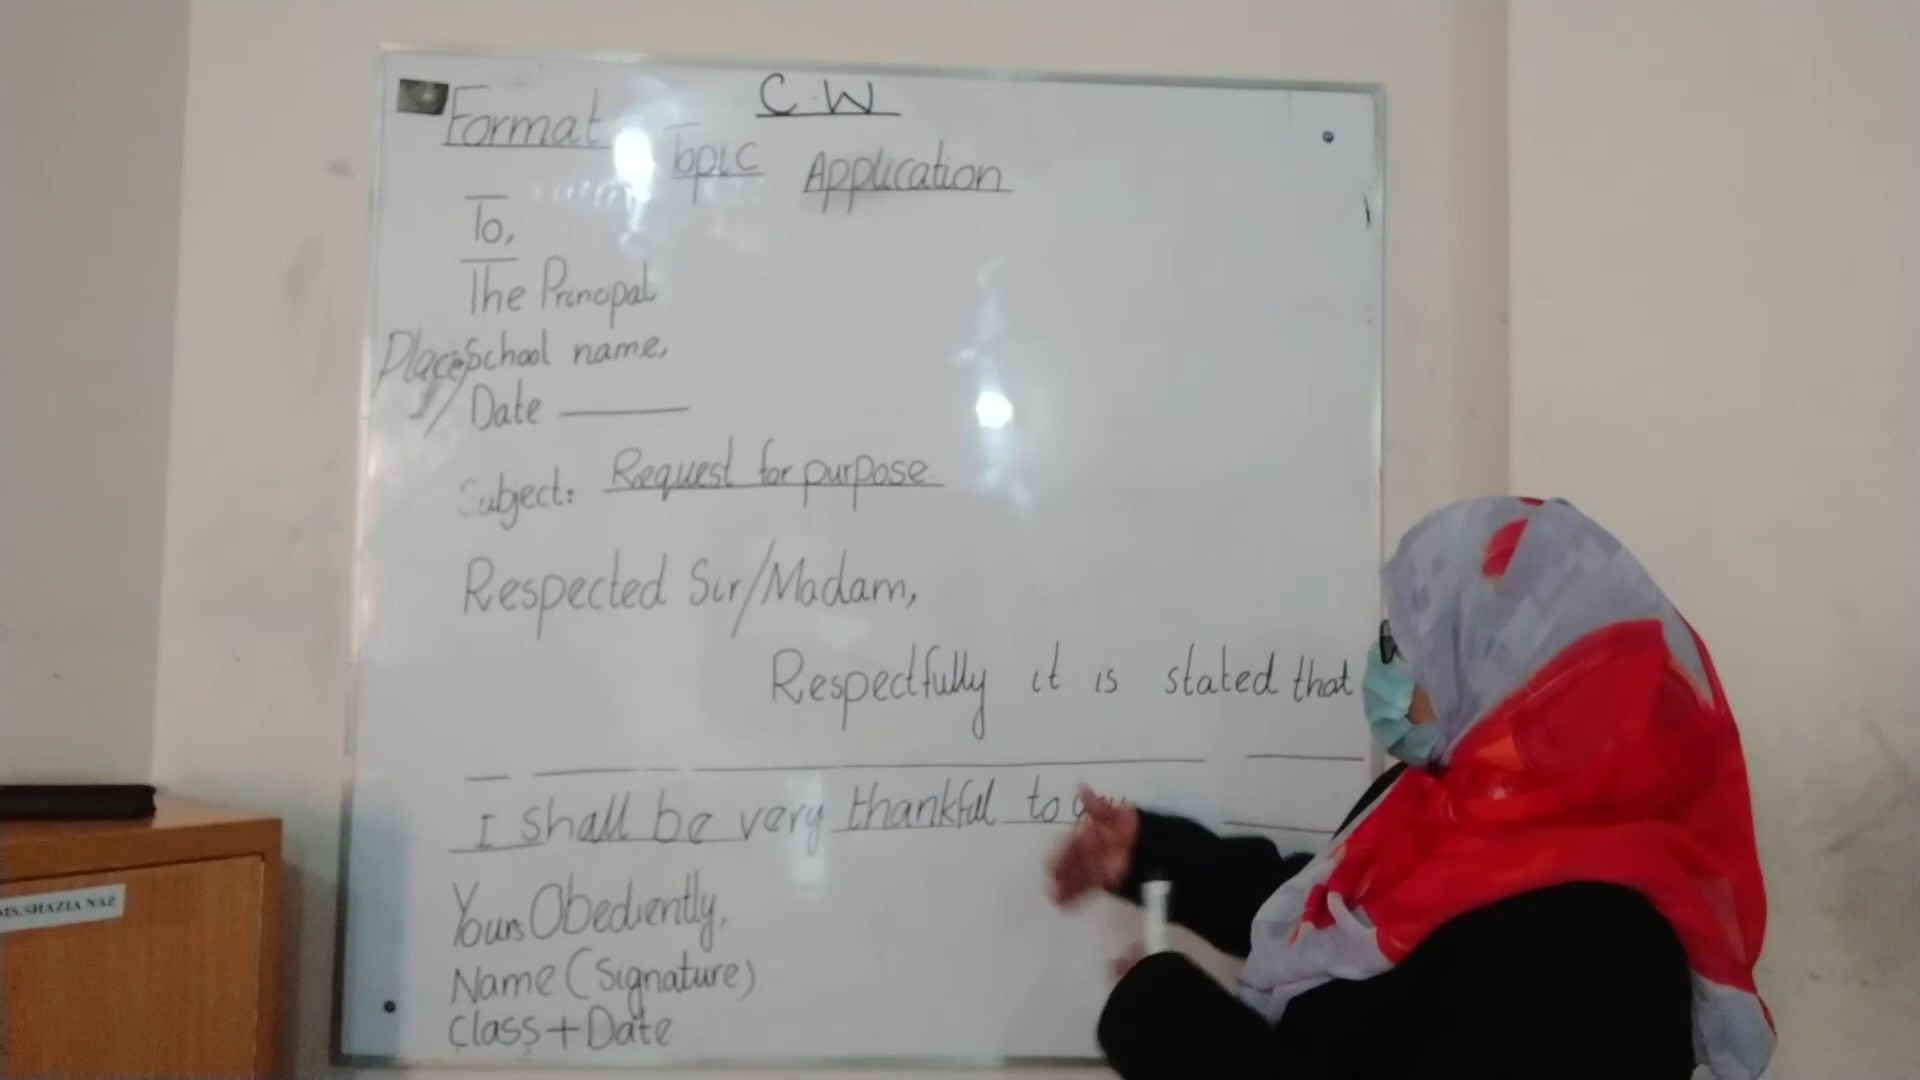 C.W
Format
Topic Application
To,
The Principal
Place/School name,
Date
Subject: Request for purpose.
Respected Sir/Madam,
Respectfully it is stated that
I shall be very thankful to
Yours Obediently,
Name (Signature)
Class+Date
MS.SHAZIA NAZ